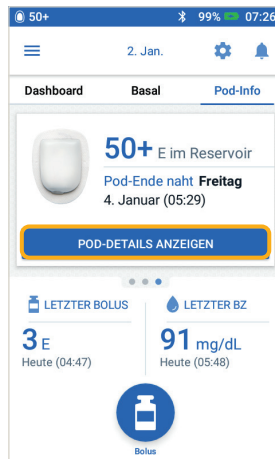 50+ 99% 07:26
2. Jan.
Dashboard Basal Pod-Info
50+ E im Reservoir
Pod-Ende naht Freitag
4. Januar (05:29)
POD-DETAILS ANZEIGEN
LETZTER BOLUS LETZTER BZ
3 E 91 mg/dL
Heute (04:47) Heute (05:48)
Bolus